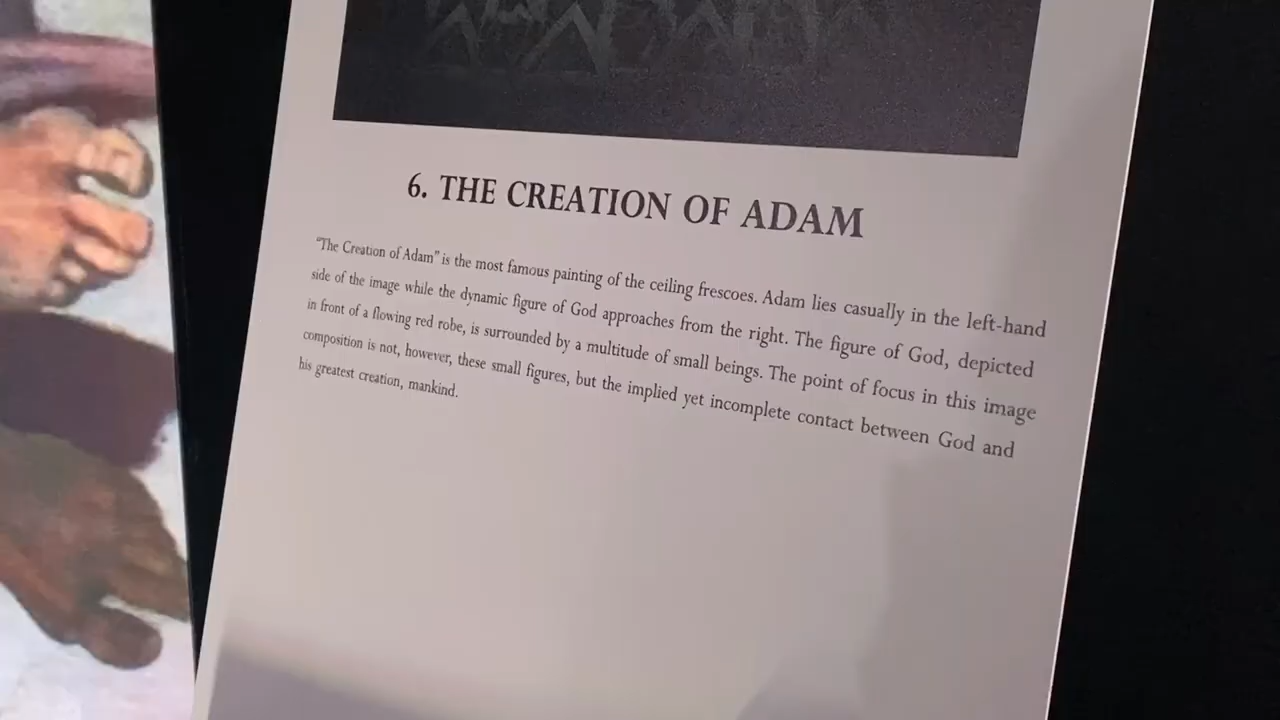 6. THE CREATION OF ADAM
“The Creation of Adam” is the most famous painting of the ceiling frescoes. Adam lies casually in the left-hand
side of the image while the dynamic figure of God approaches from the right. The figure of God, depicted
in front of a flowing red robe, is surrounded by a multitude of small beings. The point of focus in this image
composition is not, however, these small figures, but the implied yet incomplete contact between God and
his greatest creation, mankind.